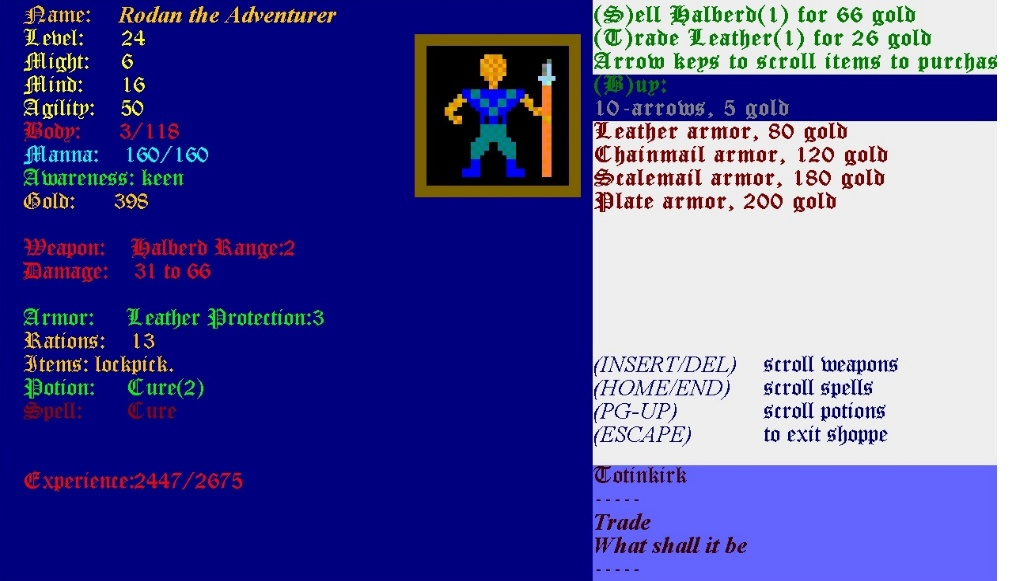 Name: Rodan the Adventurer
Level: 24
Might: 6
Mind: 16
Agility: 50
Body: 3/118
Manna: 160/160
Awareness: keen
Gold: 398
Weapon: Halberd Range:2
Damage: 31 to 66
Armor: Leather Protection:3
Rations: 13
Items: lockpick.
Potion: Cure(2)
Spell: Cure
Experience:2447/2675
(S)ell Halberd(1) for 66 gold
(T)rade Leather(1) for 26 gold
Arrow keys to scroll items to purchas
(B)uy:
10-arrows, 5 gold
Leather armor, 80 gold
Chainmail armor, 120 gold
Scalemail armor, 180 gold
Plate armor, 200 gold
(INSERT/DEL) scroll weapons
(HOME/END) scroll spells
(PG-UP) scroll potions
(ESCAPE) to exit shoppe
Totinkirk
-----
Trade
What shall it be
-----